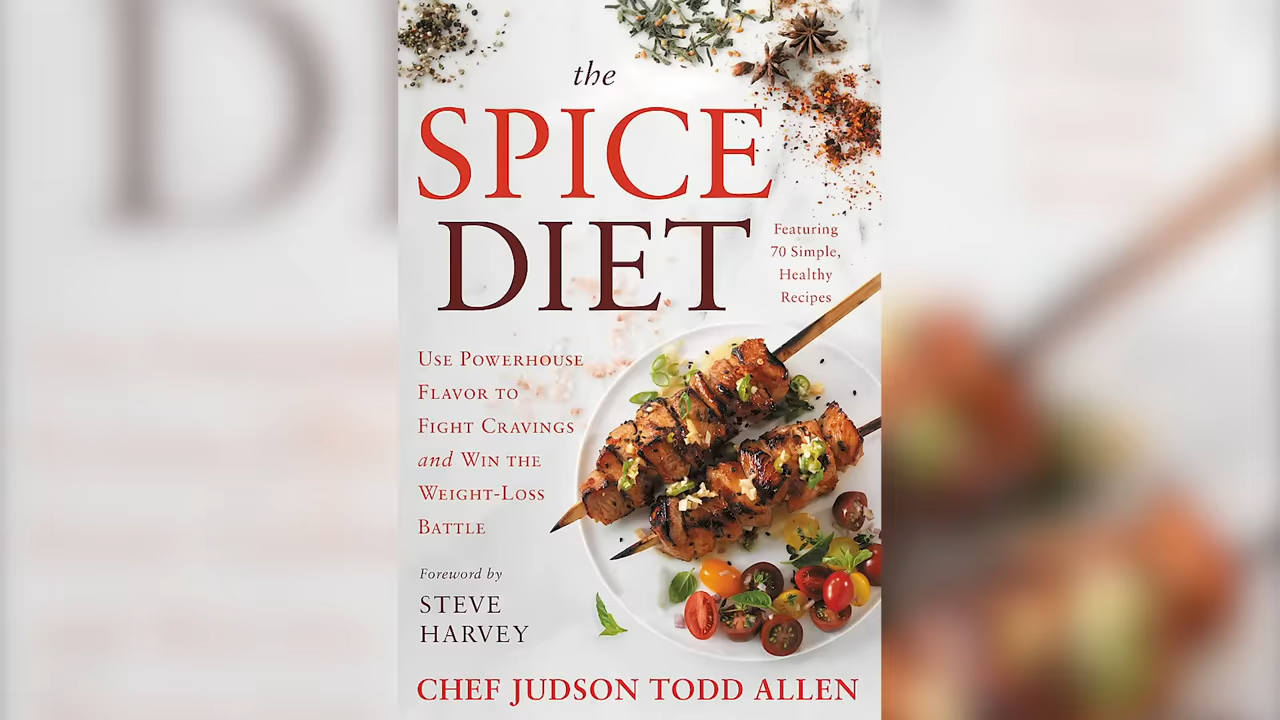 the
SPICE
DIET
Featuring
70 Simple,
Healthy
Recipes
USE POWERHOUSE
FLAVOR TO
FIGHT CRAVINGS
and WIN THE
WEIGHT-LOSS
BATTLE
Foreword by
STEVE
HARVEY
CHEF JUDSON TODD ALLEN